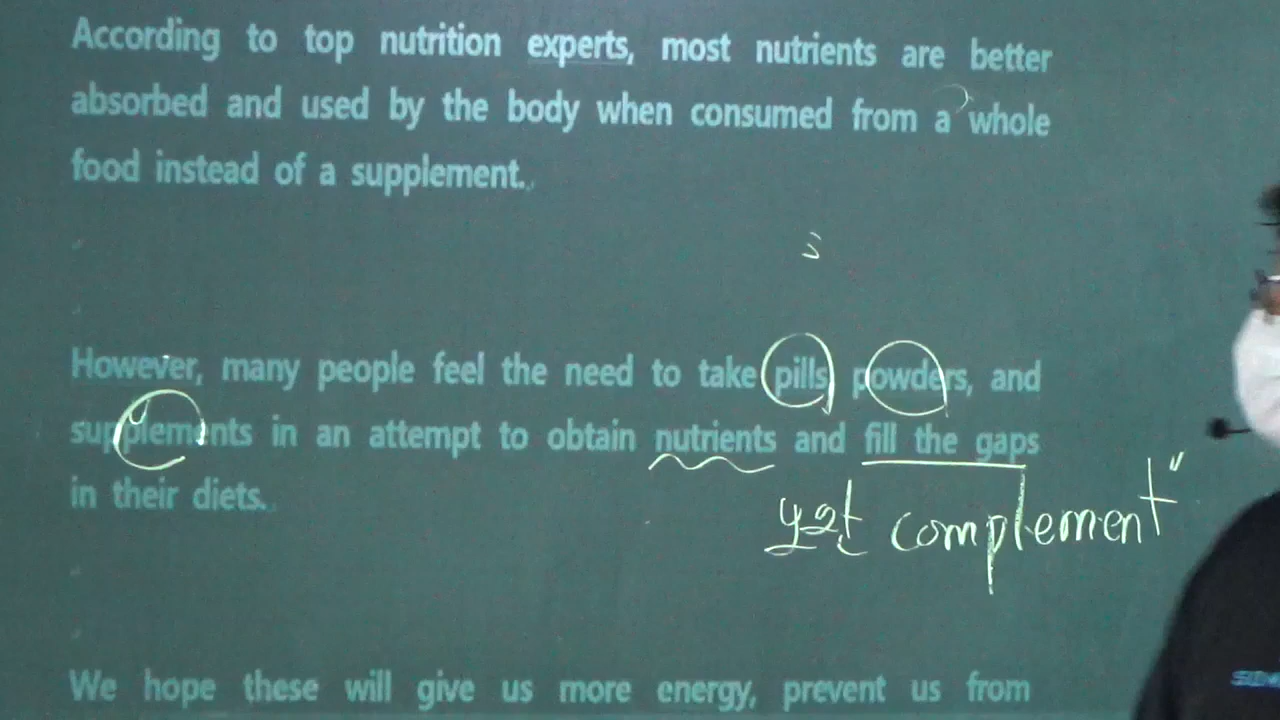 According to top nutrition experts, most nutrients are better
absorbed and used by the body when consumed from a whole
food instead of a supplement.
However, many people feel the need to take pills, powders, and
supplements in an attempt to obtain nutrients and fill the gaps
in their diets.
complement
We hope these will give us more energy, prevent us from